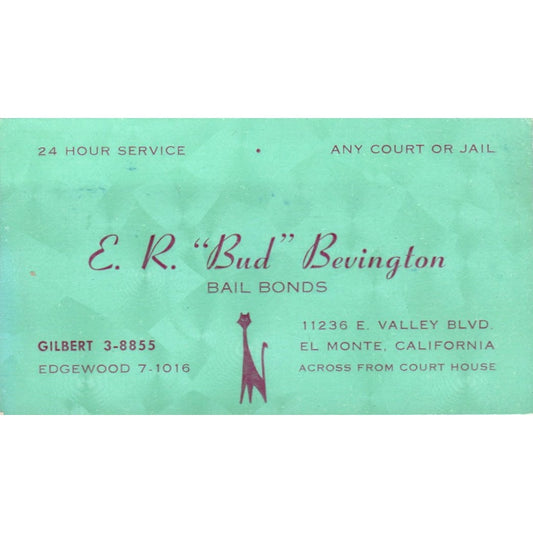 24 HOUR SERVICE • ANY COURT OR JAIL
E. R. "Bud" Bevington
BAIL BONDS
GILBERT 3-8855
EDGEWOOD 7-1016
11236 E. VALLEY BLVD.
EL MONTE, CALIFORNIA
ACROSS FROM COURT HOUSE